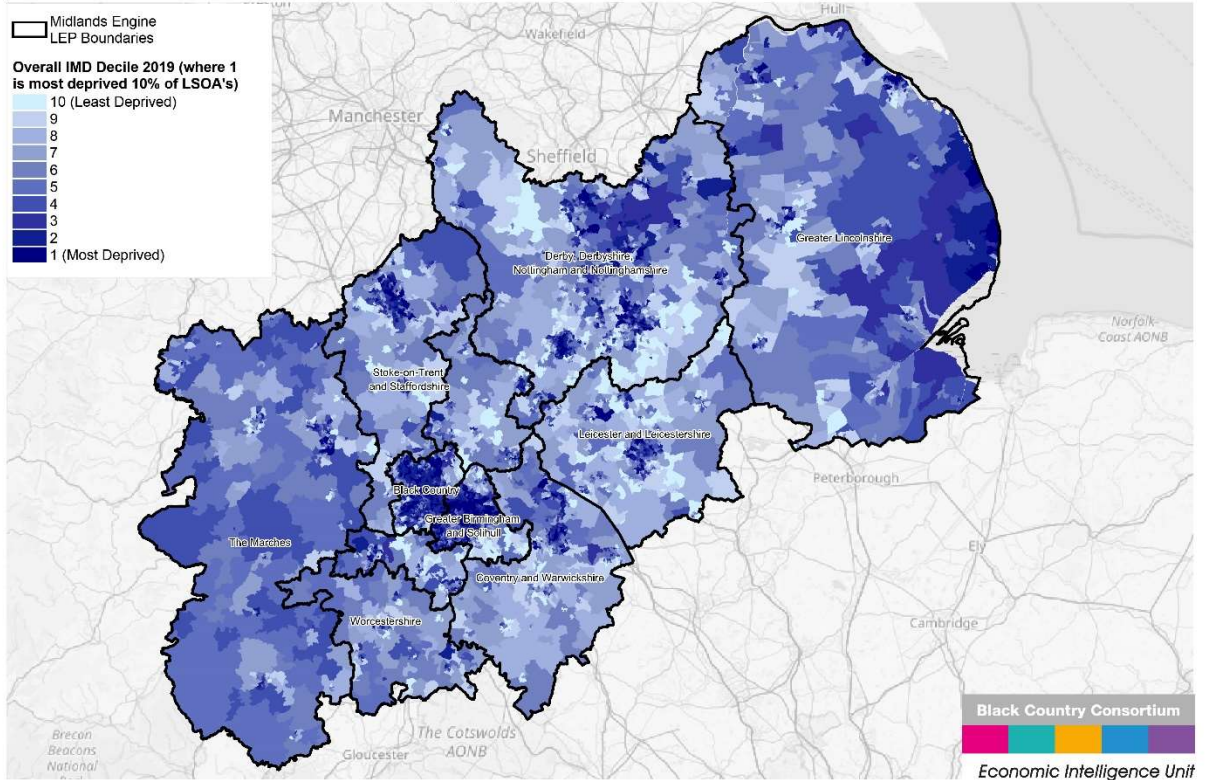 Midlands Engine
LEP Boundaries
Overall IMD Decile 2019 (where 1
is most deprived 10% of LSOA's)
10 (Least Deprived)
9
8
7
6
5
4
3
2
1 (Most Deprived)
Hull
Wakefield
Manchester
Sheffield
Greater Lincolnshire
Derby, Derbyshire,
Nottingham and Nottinghamshire
Norfolk
Coast AONB
Stoke-on-Trent
and Staffordshire
Leicester and Leicestershire
Peterborough
Black Country
Greater Birmingham
and Solihull
The Marches
Ely
Coventry and Warwickshire
Worcestershire
Cambridge
The Cotswolds
AONB
Brecon
Beacons
National
Gloucester
Black Country Consortium
Economic Intelligence Unit